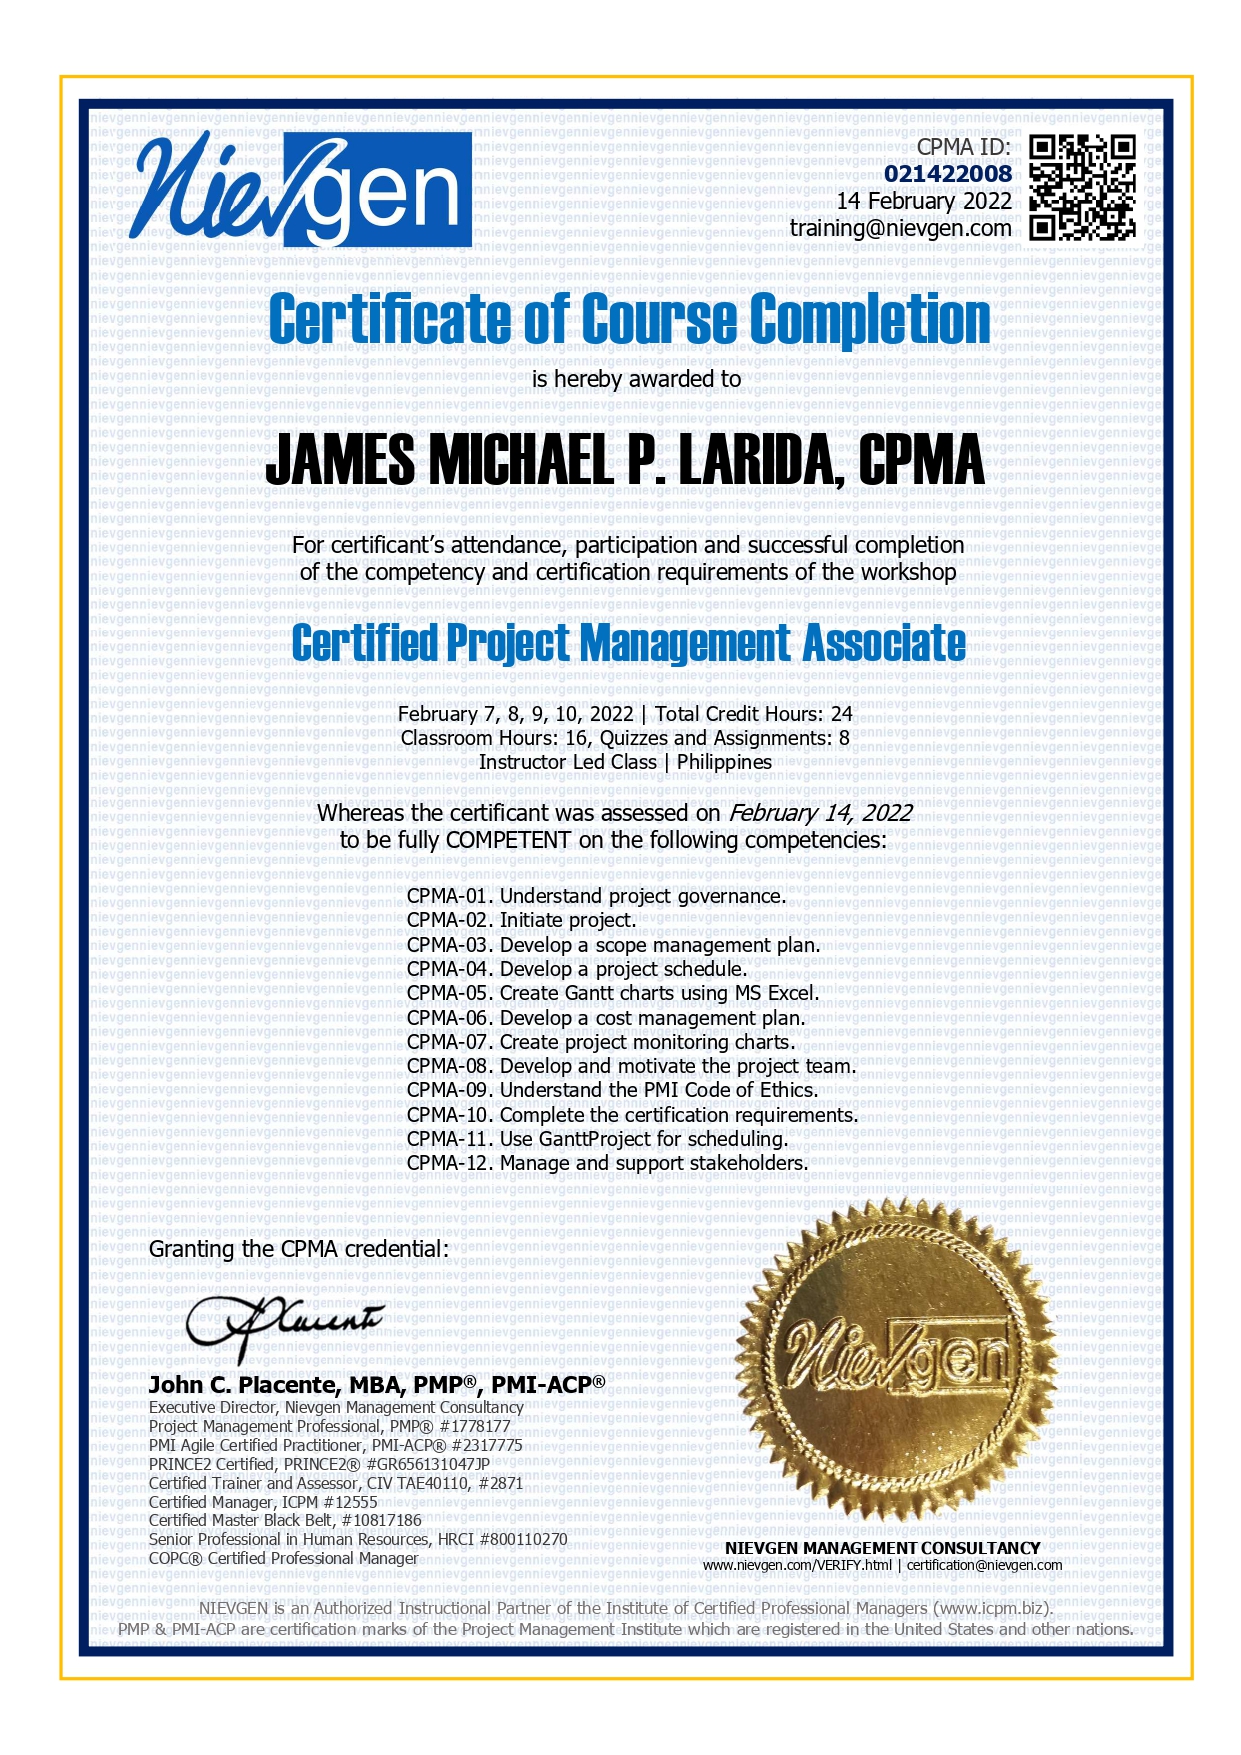 Nievgen
CPMA ID:
021422008
14 February 2022
training@nievgen.com
Certificate of Course Completion
is hereby awarded to
JAMES MICHAEL P. LARIDA, CPMA
For certificant’s attendance, participation and successful completion
of the competency and certification requirements of the workshop
Certified Project Management Associate
February 7, 8, 9, 10, 2022 | Total Credit Hours: 24
Classroom Hours: 16, Quizzes and Assignments: 8
Instructor Led Class | Philippines
Whereas the certificant was assessed on February 14, 2022
to be fully COMPETENT on the following competencies:
CPMA-01. Understand project governance.
CPMA-02. Initiate project.
CPMA-03. Develop a scope management plan.
CPMA-04. Develop a project schedule.
CPMA-05. Create Gantt charts using MS Excel.
CPMA-06. Develop a cost management plan.
CPMA-07. Create project monitoring charts.
CPMA-08. Develop and motivate the project team.
CPMA-09. Understand the PMI Code of Ethics.
CPMA-10. Complete the certification requirements.
CPMA-11. Use GanttProject for scheduling.
CPMA-12. Manage and support stakeholders.
Granting the CPMA credential:
John C. Placente, MBA, PMP®, PMI-ACP®
Executive Director, Nievgen Management Consultancy
Project Management Professional, PMP® #1778177
PMI Agile Certified Practitioner, PMI-ACP® #2317775
PRINCE2 Certified, PRINCE2® #GR656131047JP
Certified Trainer and Assessor, CIV TAE40110, #2871
Certified Manager, ICPM #12555
Certified Master Black Belt, #10817186
Senior Professional in Human Resources, HRCI #800110270
COPC® Certified Professional Manager
Nievgen
NIEVGEN MANAGEMENT CONSULTANCY
www.nievgen.com/VERIFY.html | certification@nievgen.com
NIEVGEN is an Authorized Instructional Partner of the Institute of Certified Professional Managers (www.icpm.biz).
PMP & PMI-ACP are certification marks of the Project Management Institute which are registered in the United States and other nations.